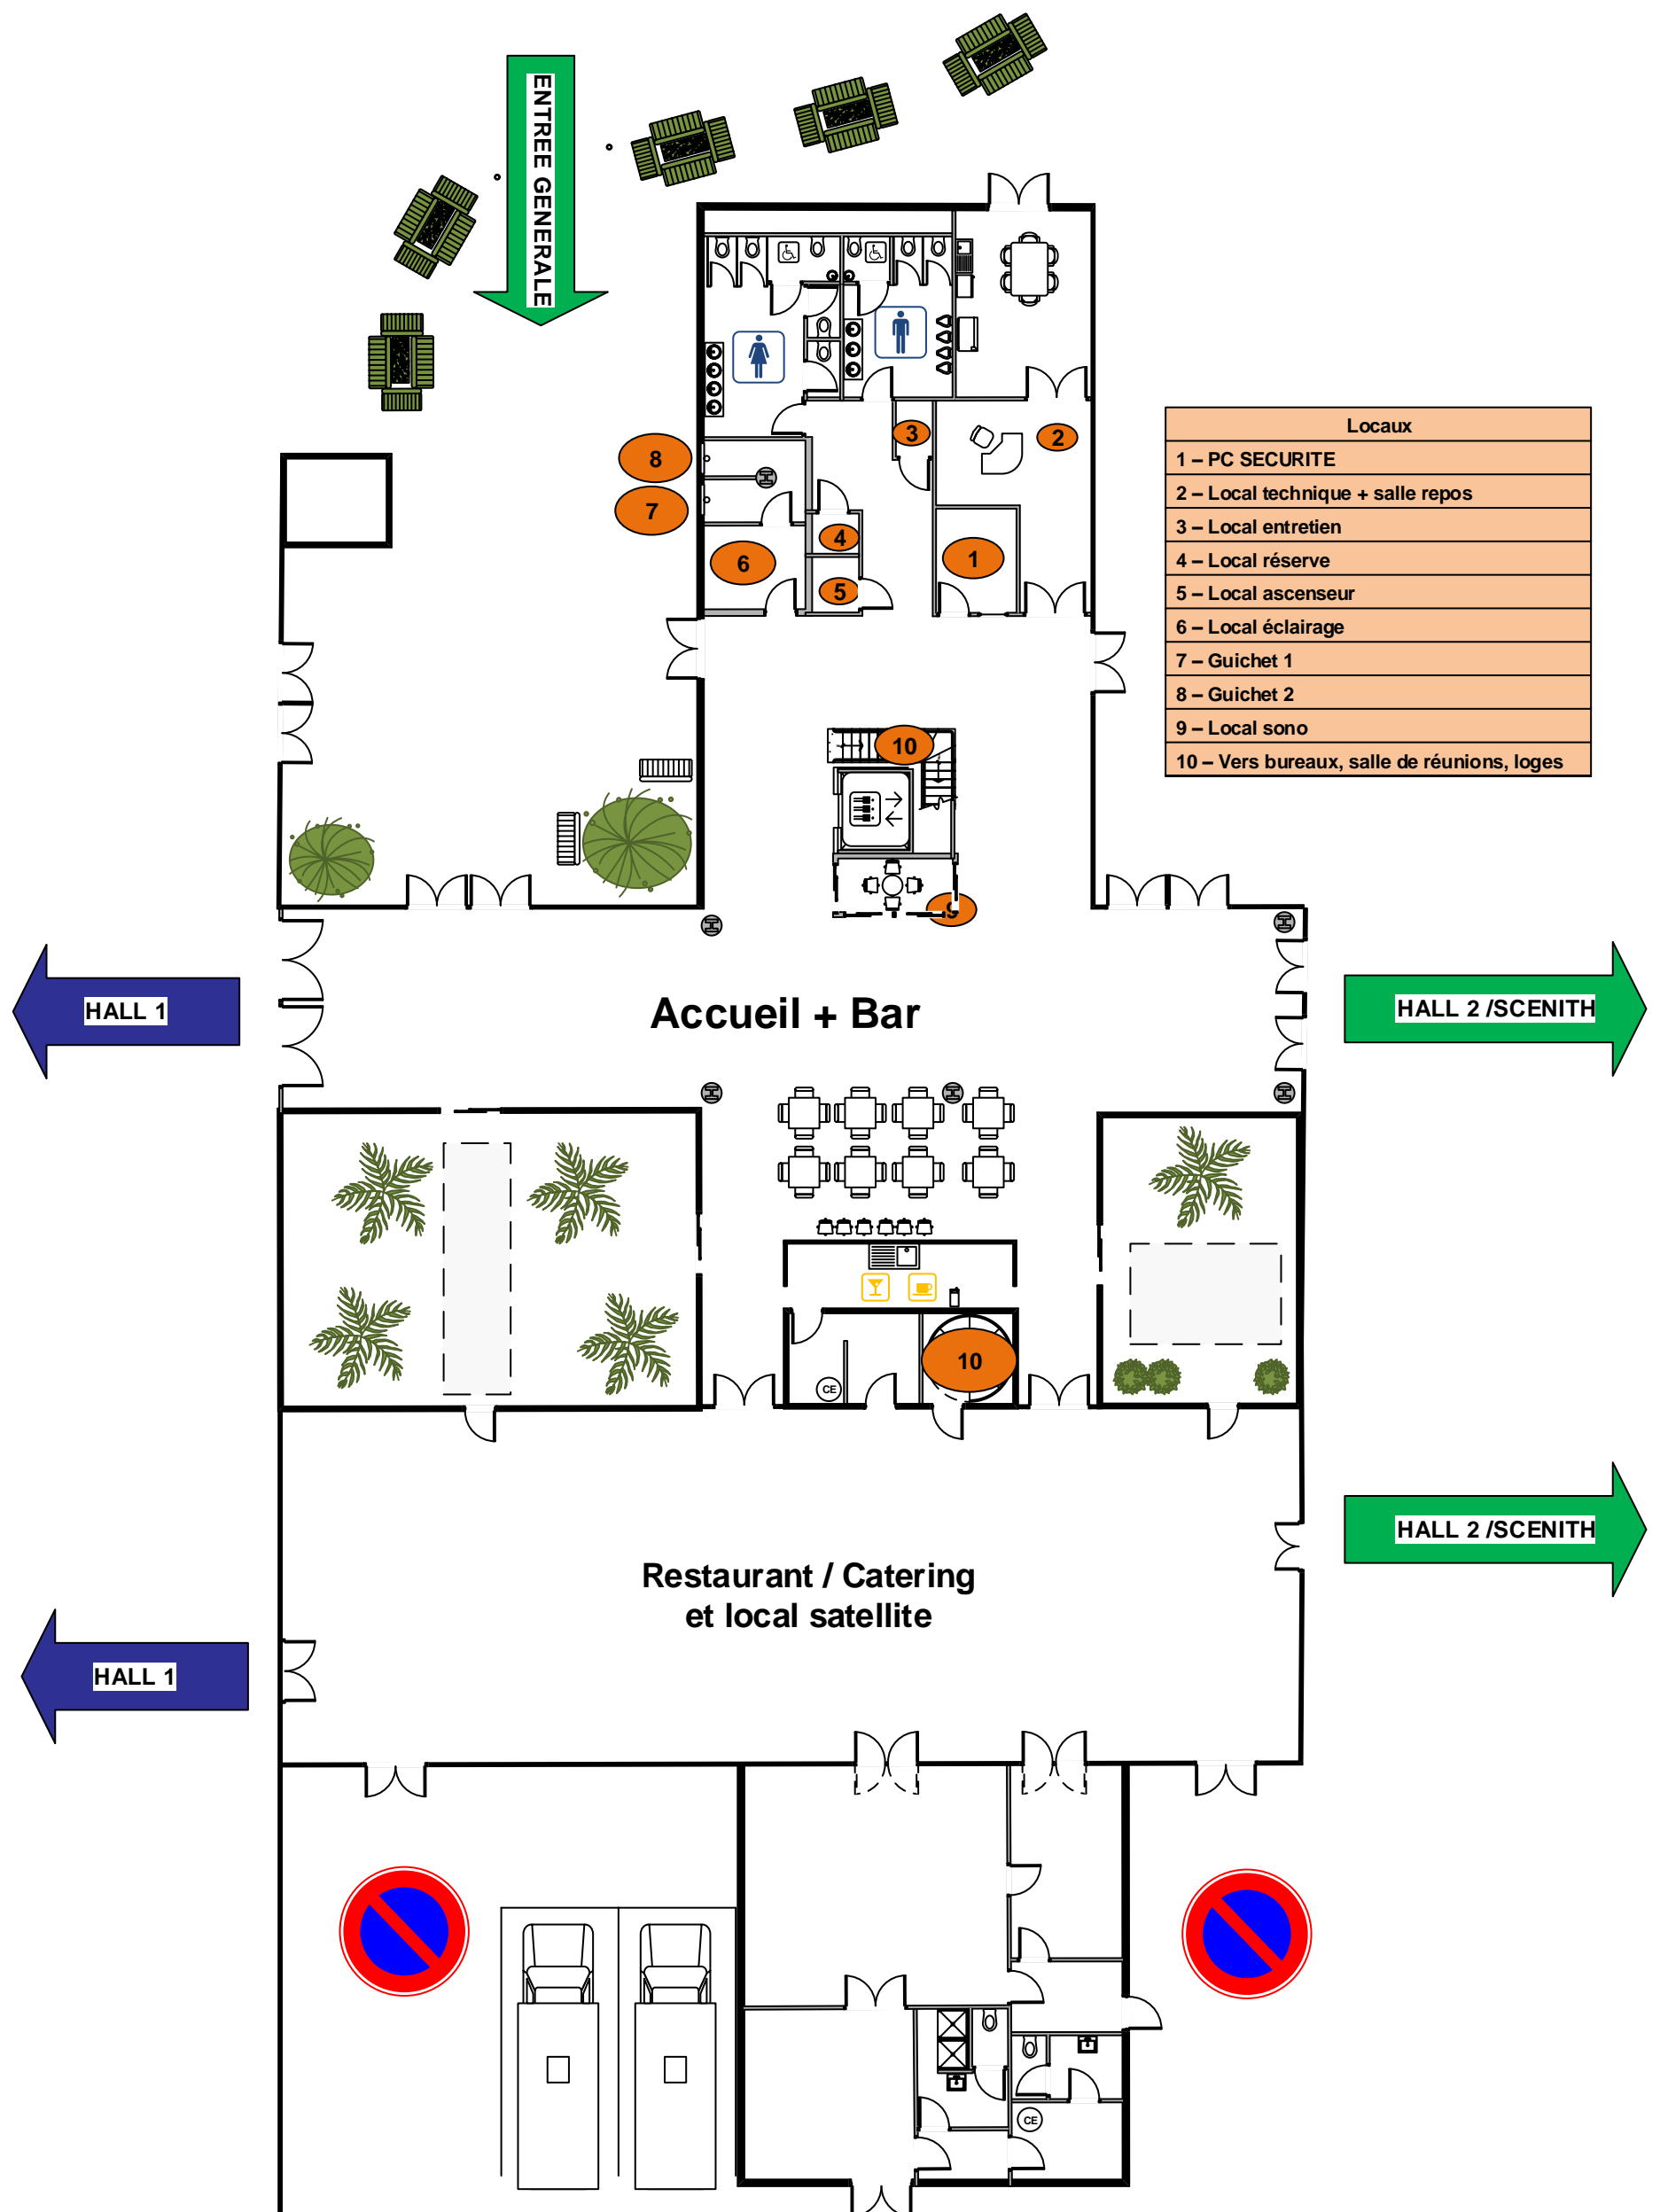 ENTREE GENERALE
3
2
8
7
4
1
6
5
Locaux
1 – PC SECURITE
2 – Local technique + salle repos
3 – Local entretien
4 – Local réserve
5 – Local ascenseur
6 – Local éclairage
7 – Guichet 1
8 – Guichet 2
9 – Local sono
10 – Vers bureaux, salle de réunions, loges
10
9
HALL 1
Accueil + Bar
HALL 2 /SCENITH
10
CE
HALL 2 /SCENITH
Restaurant / Catering
et local satellite
HALL 1
CE